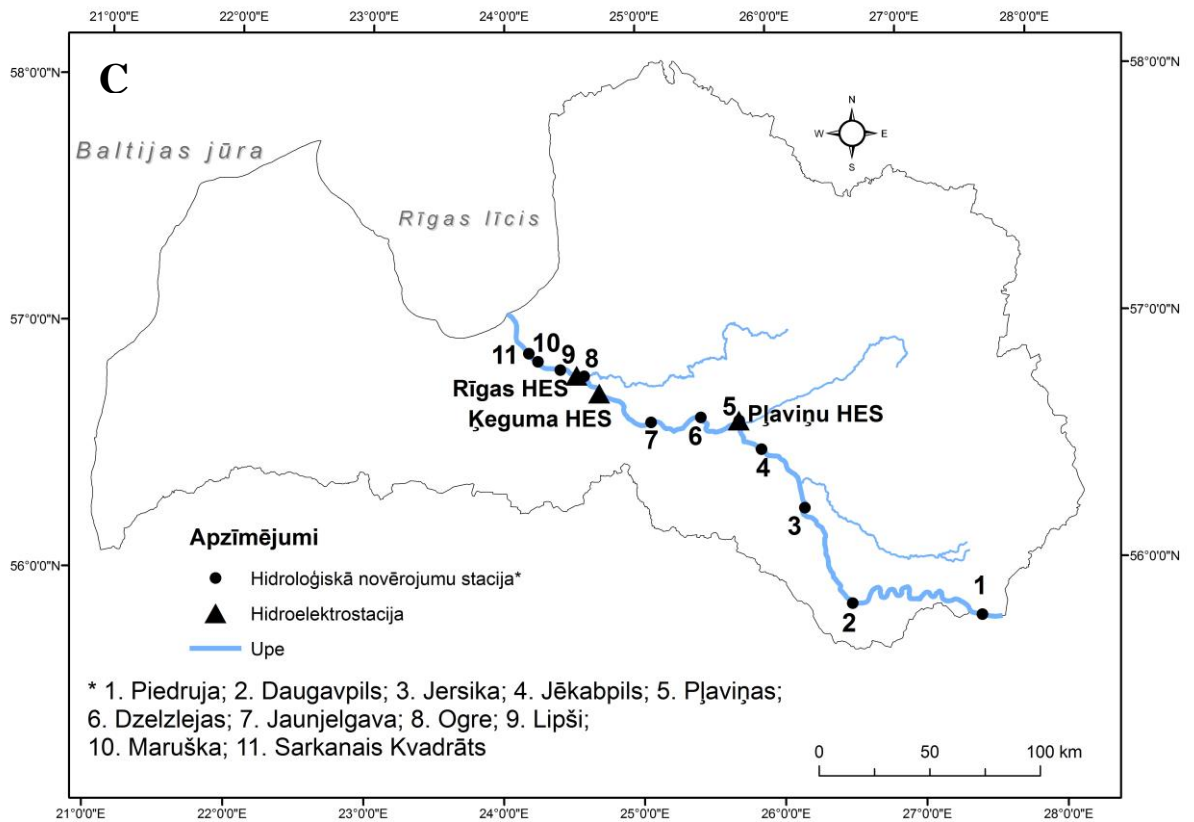 21°0'0"E 22°0'0"E 23°0'0"E 24°0'0"E 25°0'0"E 26°0'0"E 27°0'0"E 28°0'0"E
58°0'0"N 58°0'0"N
C
N
W E
S
Baltijas jūra
Rīgas līcis
57°0'0"N 57°0'0"N
11 10 9 8
Rīgas HES
Ķeguma HES
7 6 5 Pļaviņu HES
4
3
56°0'0"N 56°0'0"N
2 1
Apzīmējumi
Hidroloģiskā novērojumu stacija*
Hidroelektrostacija
Upe
* 1. Piedruja; 2. Daugavpils; 3. Jersika; 4. Jēkabpils; 5. Pļaviņas;
6. Dzelzlejas; 7. Jaunjelgava; 8. Ogre; 9. Lipši;
10. Maruška; 11. Sarkanais Kvadrāts
0 50 100 km
21°0'0"E 22°0'0"E 23°0'0"E 24°0'0"E 25°0'0"E 26°0'0"E 27°0'0"E 28°0'0"E